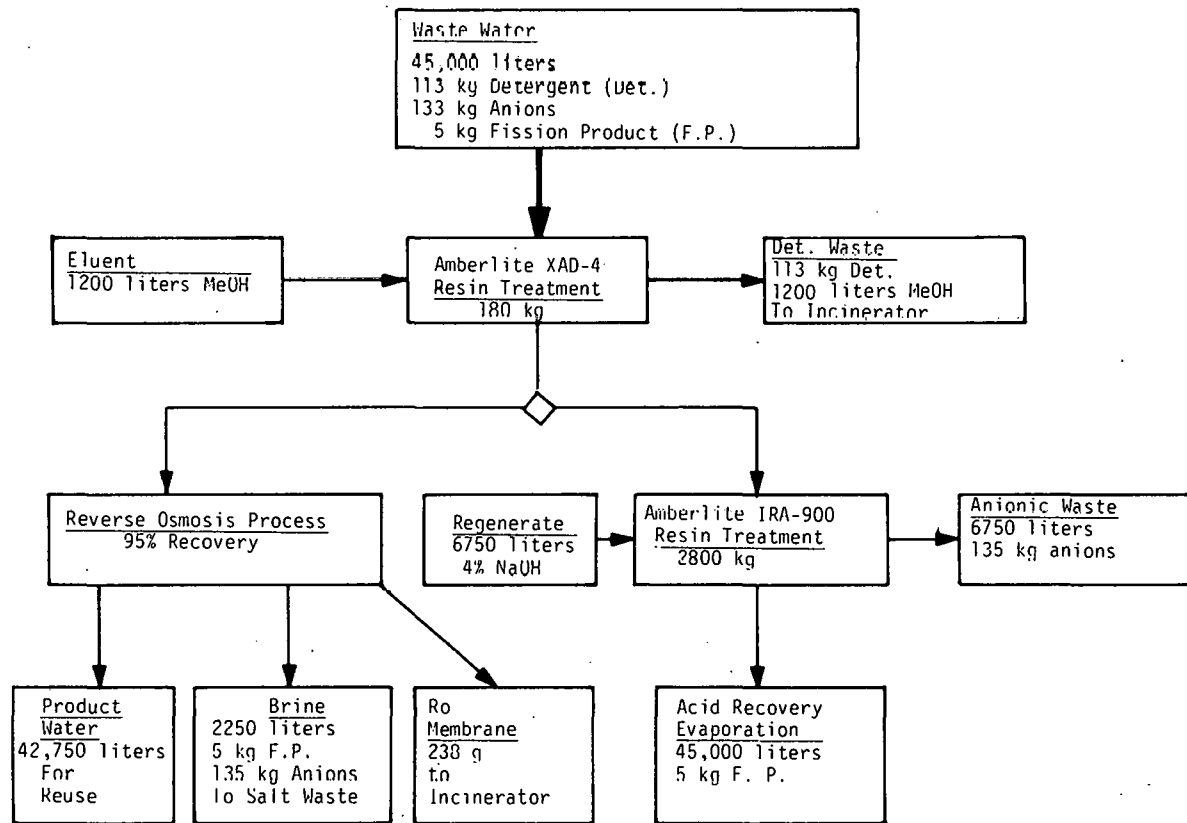 Waste Water
45,000 liters
113 kg Detergent (Det.)
133 kg Anions
5 kg Fission Product (F.P.)
Eluent
1200 liters MeOH
Amberlite XAD-4
Resin Treatment
180 kg
Det. Waste
113 kg Det.
1200 liters MeOH
To Incinerator
Reverse Osmosis Process
95% Recovery
Regenerate
6750 liters
4% NaOH
Amberlite IRA-900
Resin Treatment
2800 kg
Anionic Waste
6750 liters
135 kg anions
Product
Water
42,750 liters
For
Reuse
Brine
2250 liters
5 kg F.P.
135 kg Anions
To Salt Waste
Ro
Membrane
238 g
to
Incinerator
Acid Recovery
Evaporation
45,000 liters
5 kg F. P.